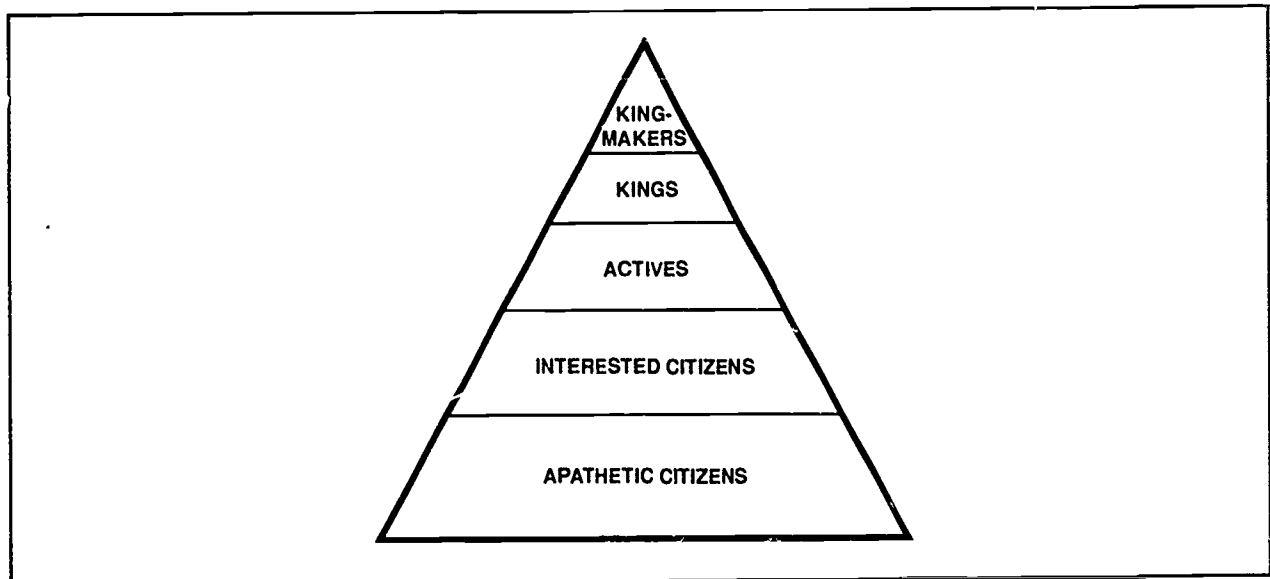 KING-
MAKERS
KINGS
ACTIVES
INTERESTED CITIZENS
APATHETIC CITIZENS